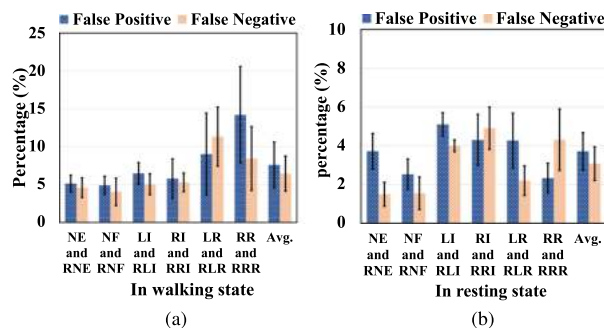 False Positive False Negative
25
20
15
10
5
0
Percentage (%)
NE and RNE
NF and RNF
LI and RLI
RI and RRI
LR and RLR
RR and RRR
Avg.
In walking state
(a)
False Positive False Negative
10
8
6
4
2
0
percentage (%)
NE and RNE
NF and RNF
LI and RLI
RI and RRI
LR and RLR
RR and RRR
Avg.
In resting state
(b)